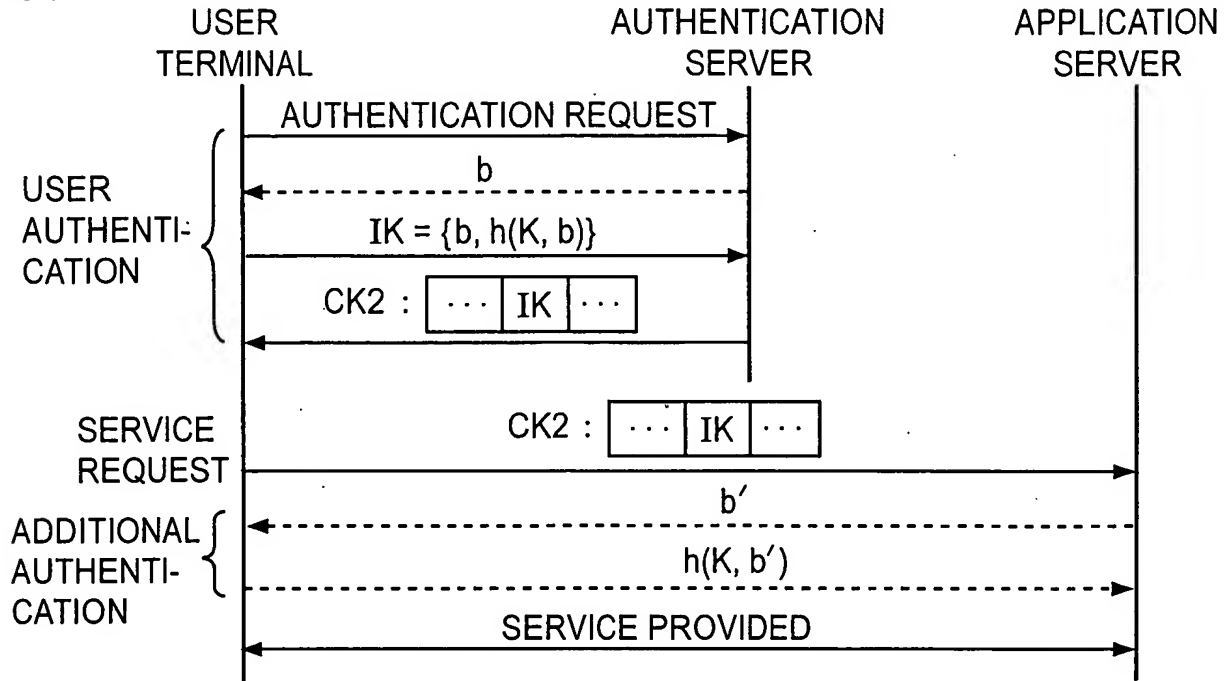 USER
TERMINAL
AUTHENTICATION
SERVER
APPLICATION
SERVER
AUTHENTICATION REQUEST
b
USER
AUTHENTI-
CATION
IK = {b, h(K, b)}
CK2 : ··· IK ···
CK2 : ··· IK ···
SERVICE
REQUEST
b′
ADDITIONAL
AUTHENTI-
CATION
h(K, b′)
SERVICE PROVIDED